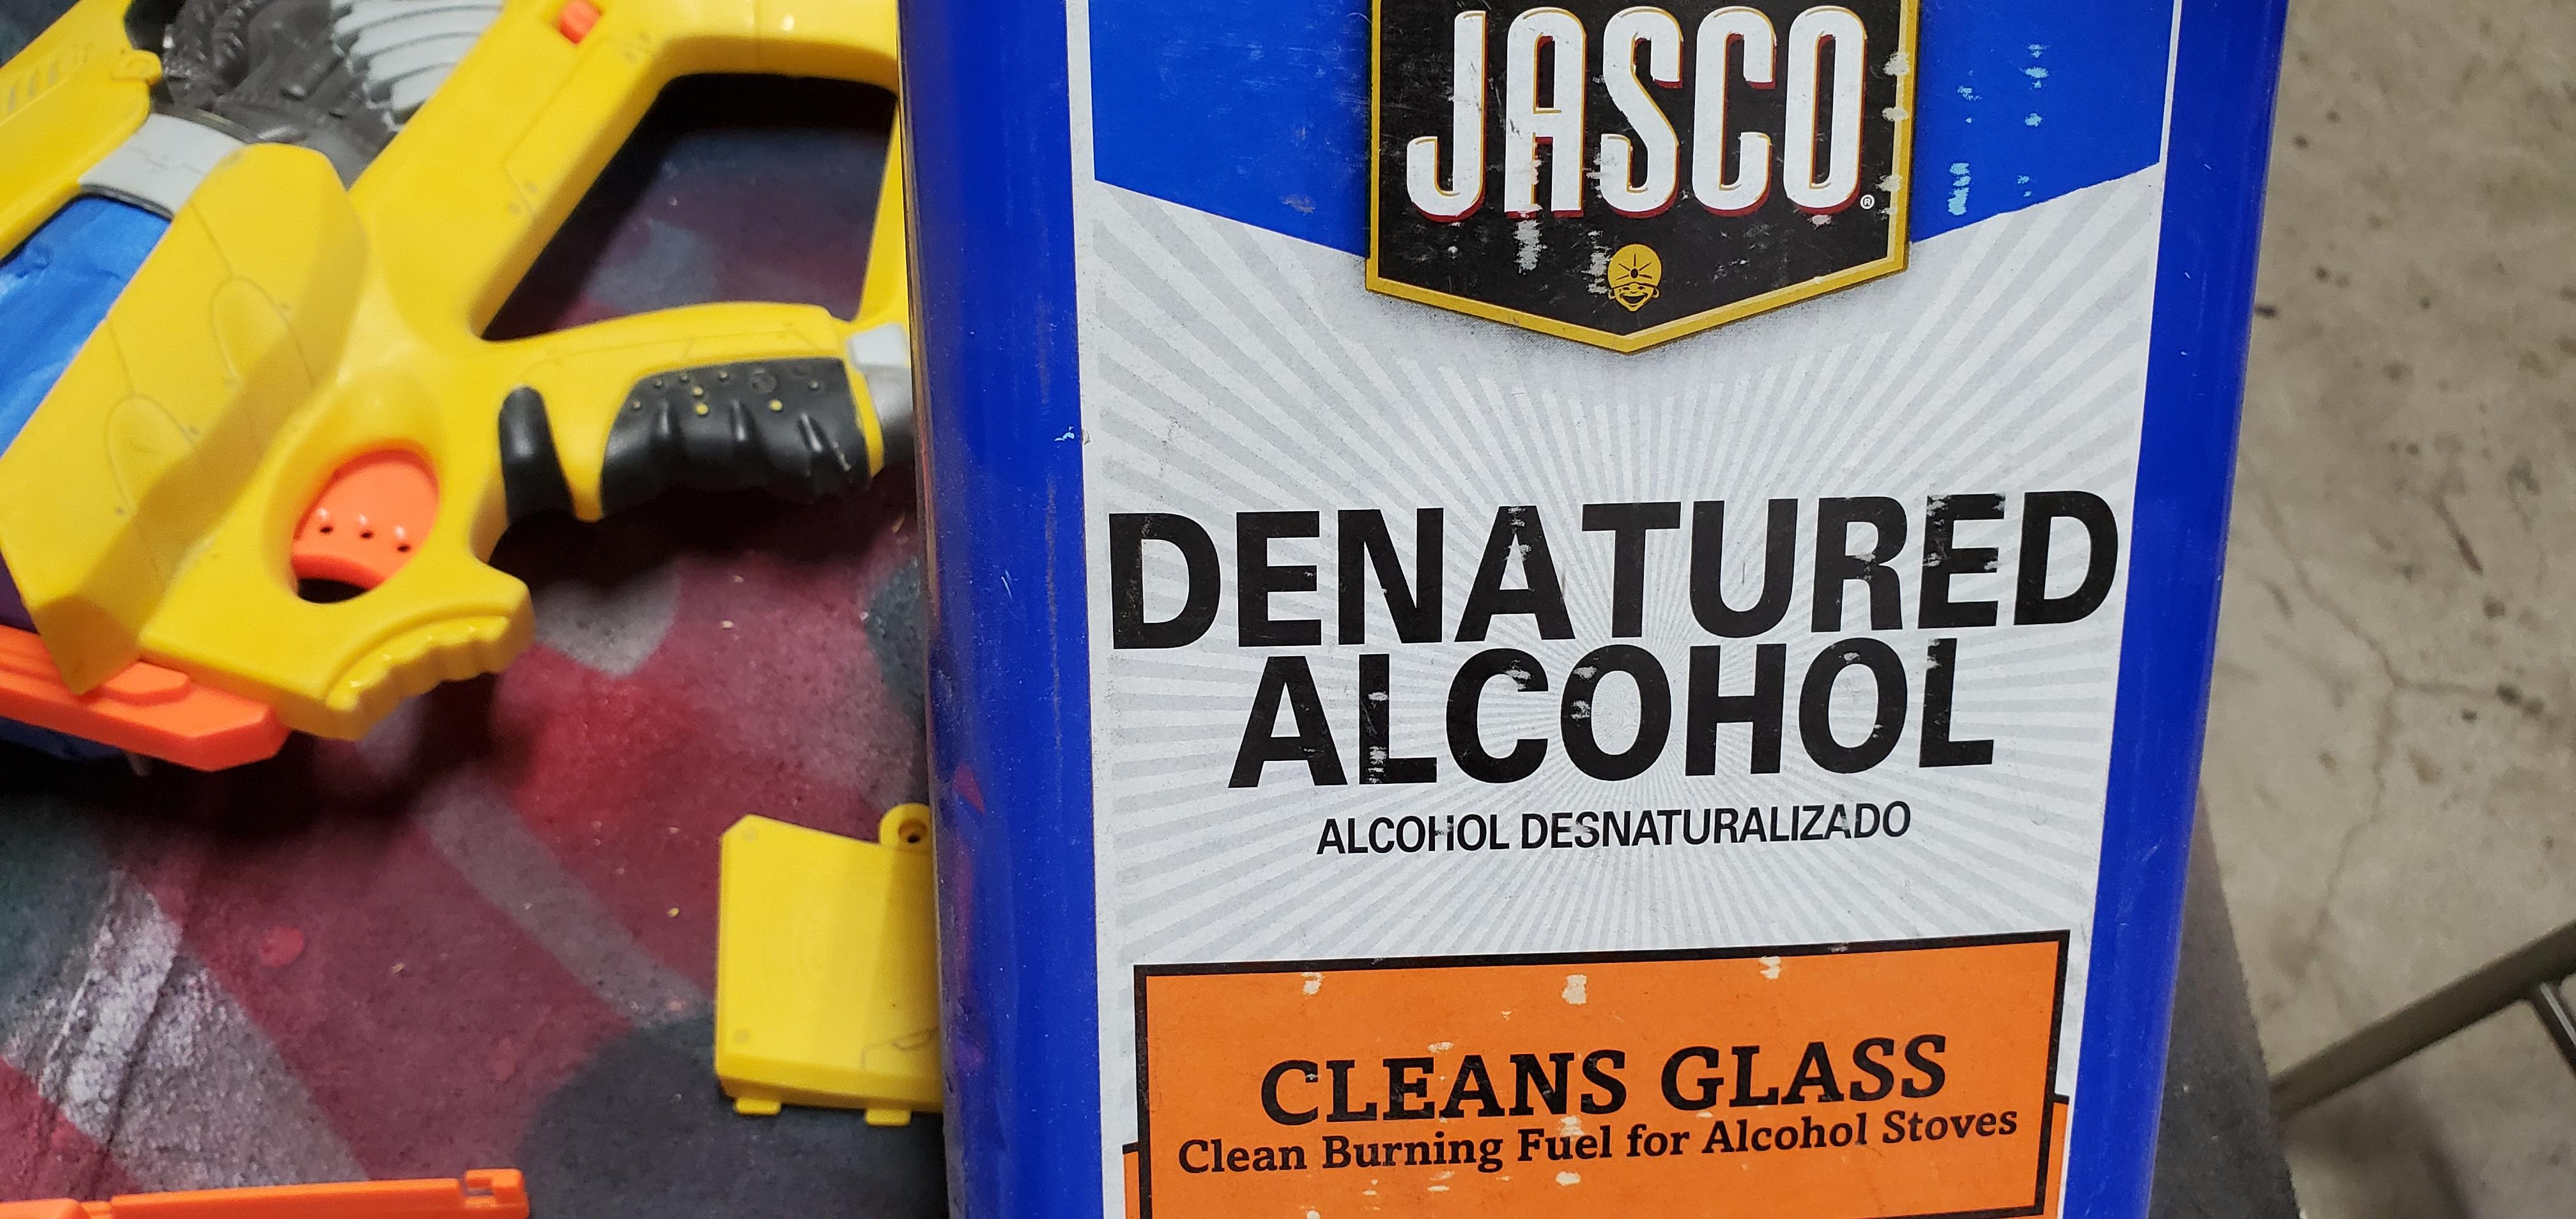 JASCO®
DENATURED
ALCOHOL
ALCOHOL DESNATURALIZADO
CLEANS GLASS
Clean Burning Fuel for Alcohol Stoves